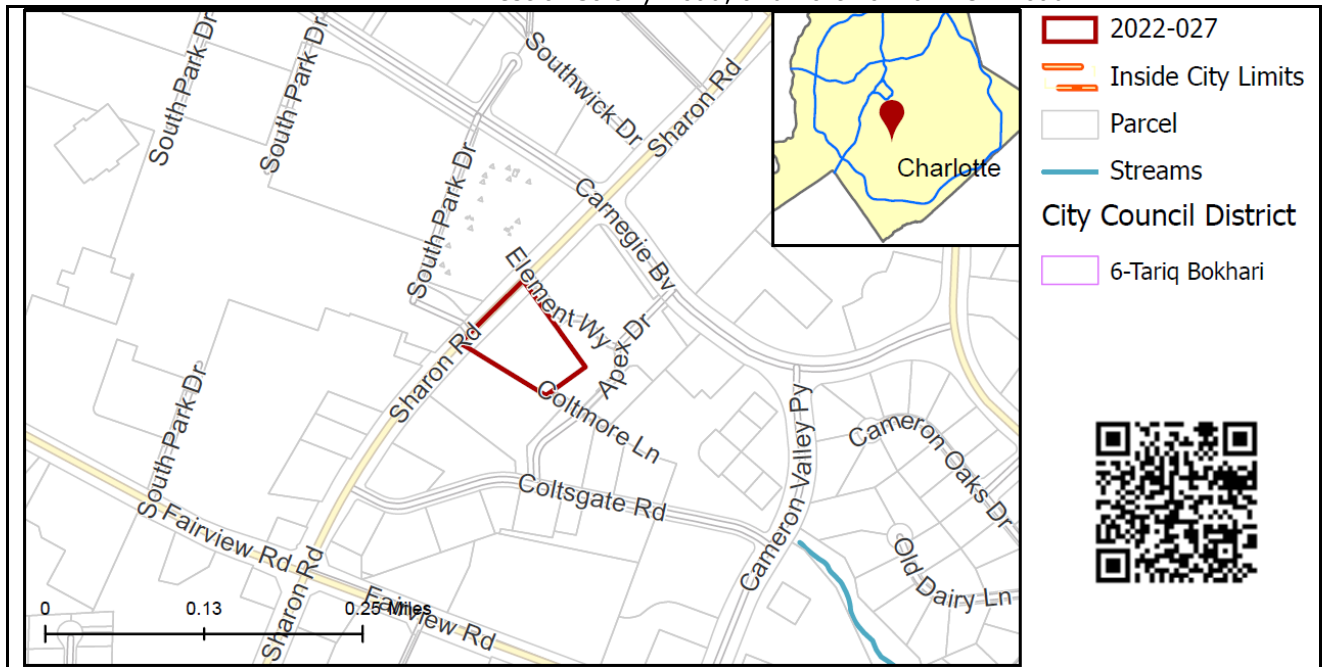 South Park Dr
South Park Dr
Southwick Dr
Sharon Rd
South Park Dr
Carnegie Bv
Element Wy
Apex Dr
Sharon Rd
Coltmore Ln
South Park Dr
Coltsgate Rd
Cameron Valley Py
Cameron Oaks Dr
Old Dairy Ln
Fairview Rd
Sharon Rd
Fairview Rd
0 0.13 0.25 Miles
Charlotte
2022-027
Inside City Limits
Parcel
Streams
City Council District
6-Tariq Bokhari